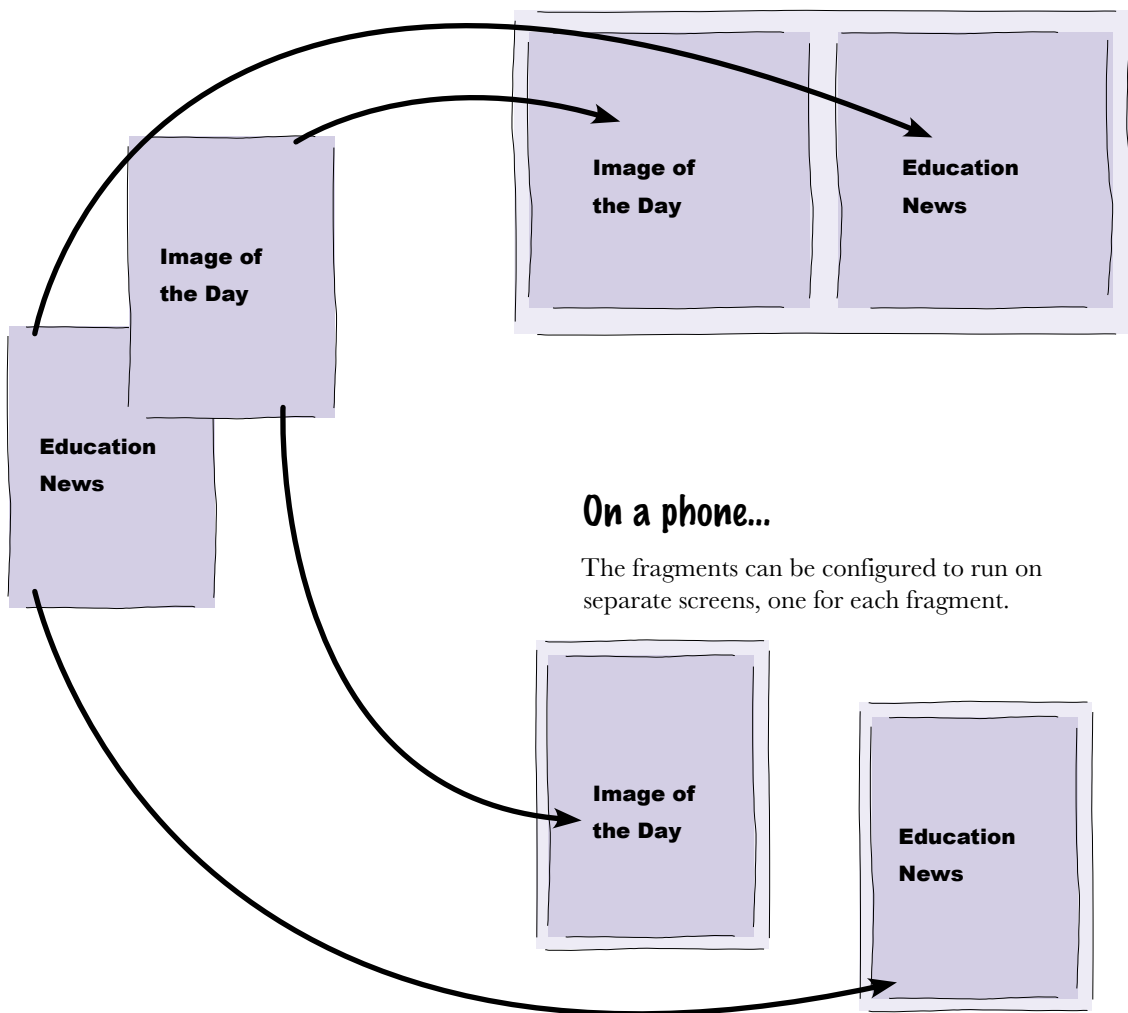 Image of
the Day
Education
News
Image of
the Day
Education
News
On a phone...
The fragments can be configured to run on
separate screens, one for each fragment.
Image of
the Day
Education
News